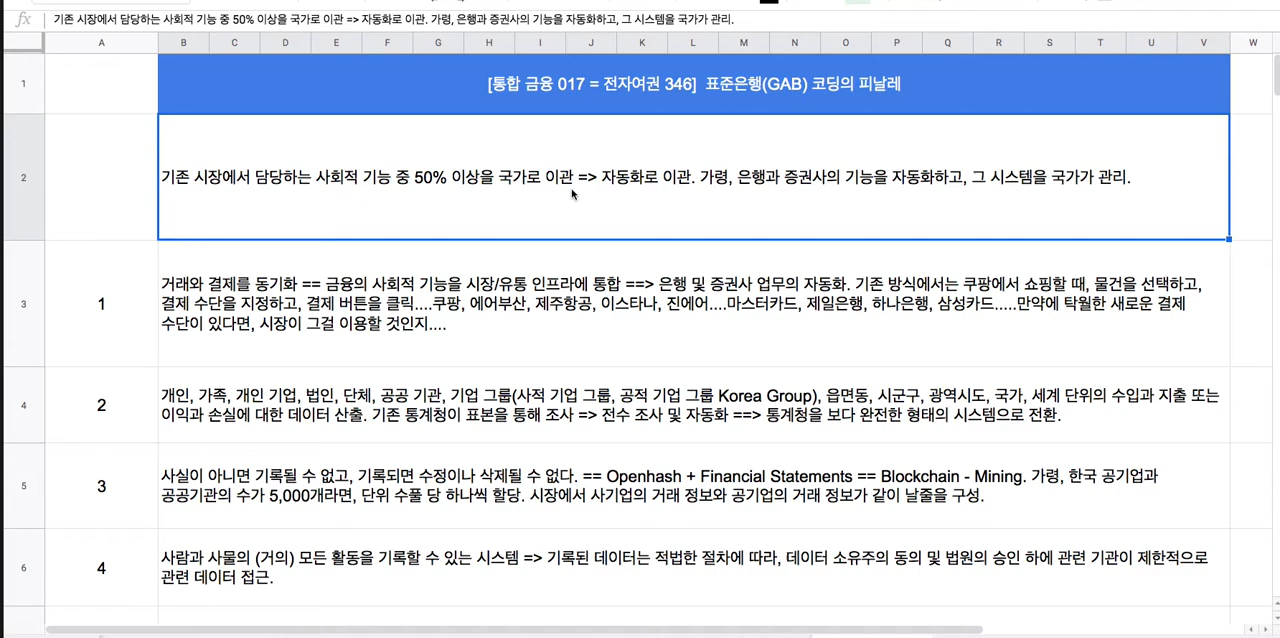 fx 기존 시장에서 담당하는 사회적 기능 중 50% 이상을 국가로 이관 => 자동화로 이관. 가령, 은행과 증권사의 기능을 자동화하고, 그 시스템을 국가가 관리.
A B C D E F G H I J K L M N O P Q R S T U V W
1 [통합 금융 017 = 전자여권 346] 표준은행(GAB) 코딩의 피날레
2 기존 시장에서 담당하는 사회적 기능 중 50% 이상을 국가로 이관 => 자동화로 이관. 가령, 은행과 증권사의 기능을 자동화하고, 그 시스템을 국가가 관리.
거래와 결제를 동기화 == 금융의 사회적 기능을 시장/유통 인프라에 통합 ==> 은행 및 증권사 업무의 자동화. 기존 방식에서는 쿠팡에서 쇼핑할 때, 물건을 선택하고,
3 1 결제 수단을 지정하고, 결제 버튼을 클릭....쿠팡, 에어부산, 제주항공, 이스타나, 진에어....마스터카드, 제일은행, 하나은행, 삼성카드.....만약에 탁월한 새로운 결제
수단이 있다면, 시장이 그걸 이용할 것인지....
4 2 개인, 가족, 개인 기업, 법인, 단체, 공공 기관, 기업 그룹(사적 기업 그룹, 공적 기업 그룹 Korea Group), 읍면동, 시군구, 광역시도, 국가, 세계 단위의 수입과 지출 또는
이익과 손실에 대한 데이터 산출. 기존 통계청이 표본을 통해 조사 => 전수 조사 및 자동화 ==> 통계청을 보다 완전한 형태의 시스템으로 전환.
5 3 사실이 아니면 기록될 수 없고, 기록되면 수정이나 삭제될 수 없다. == Openhash + Financial Statements == Blockchain - Mining. 가령, 한국 공기업과
공공기관의 수가 5,000개라면, 단위 수풀 당 하나씩 할당. 시장에서 사기업의 거래 정보와 공기업의 거래 정보가 같이 날줄을 구성.
6 4 사람과 사물의 (거의) 모든 활동을 기록할 수 있는 시스템 => 기록된 데이터는 적법한 절차에 따라, 데이터 소유주의 동의 및 법원의 승인 하에 관련 기관이 제한적으로
관련 데이터 접근.